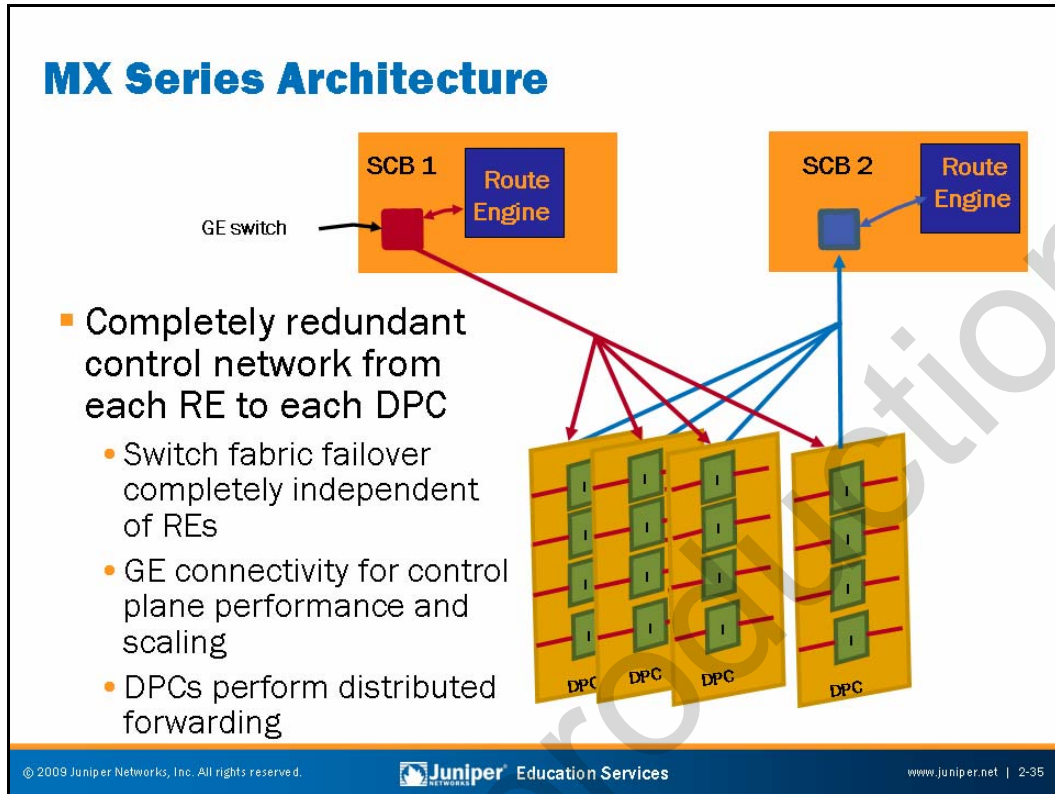 MX Series Architecture
SCB 1
Route
Engine
GE switch
SCB 2
Route
Engine
▪ Completely redundant
control network from
each RE to each DPC
• Switch fabric failover
completely independent
of REs
• GE connectivity for control
plane performance and
scaling
• DPCs perform distributed
forwarding
I
I
I
I
DPC
I
I
I
I
DPC
I
I
I
I
DPC
I
I
I
I
DPC
© 2009 Juniper Networks, Inc. All rights reserved.
Juniper NETWORKS Education Services
www.juniper.net | 2-35